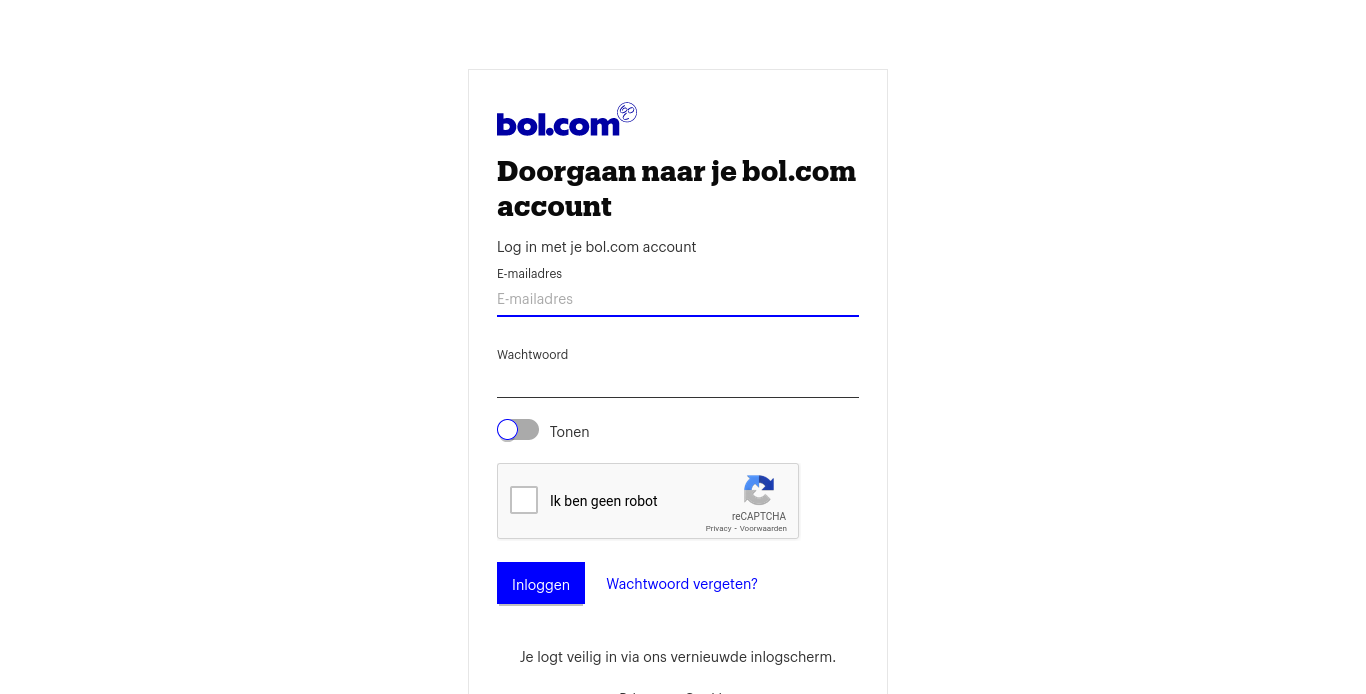 bol.com
Doorgaan naar je bol.com
account
Log in met je bol.com account
E-mailadres
E-mailadres
Wachtwoord
Tonen
Ik ben geen robot
reCAPTCHA
Privacy - Voorwaarden
Inloggen
Wachtwoord vergeten?
Je logt veilig in via ons vernieuwde inlogscherm.